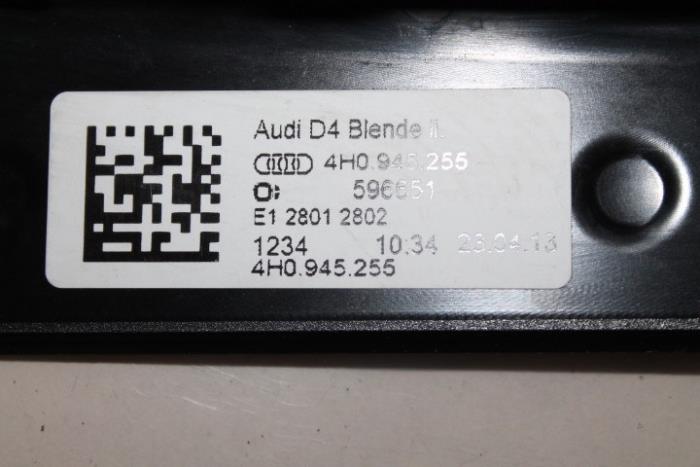 Audi D4 Blende li.
4H0.945.255
596651
E1 2801 2802
1234 10:34 23.04.13
4H0.945.255